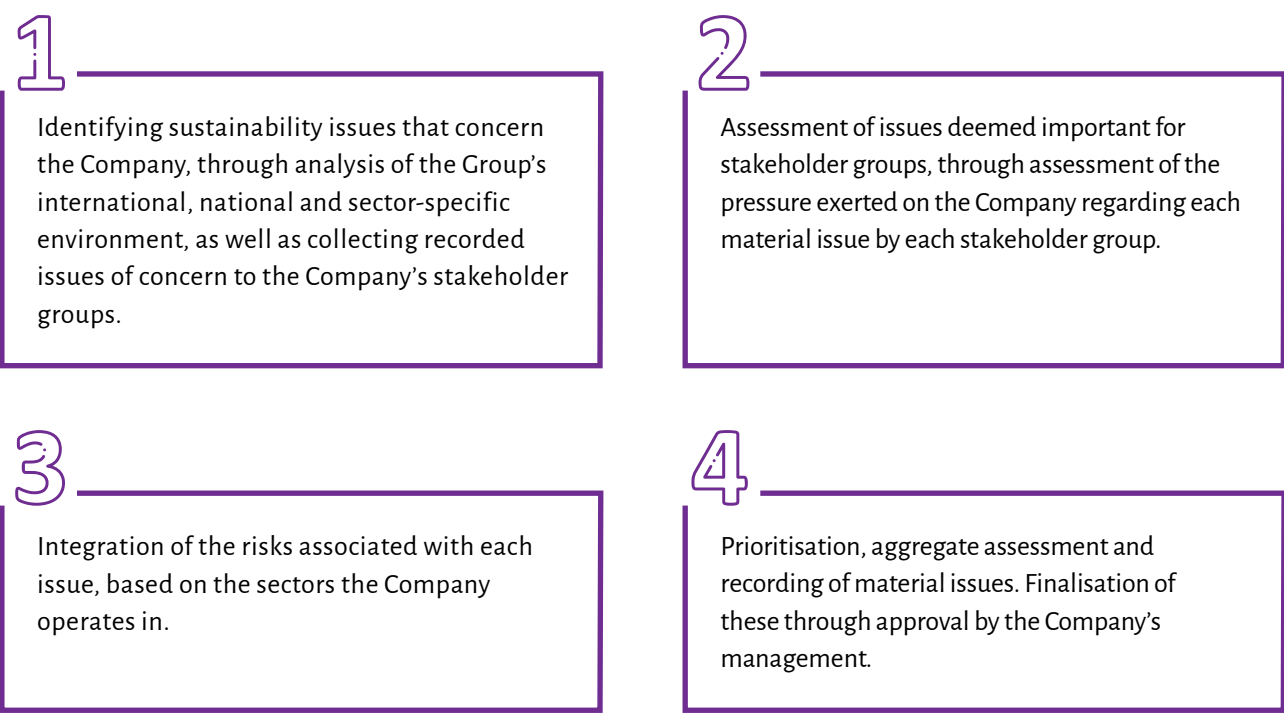 1
Identifying sustainability issues that concern
the Company, through analysis of the Group’s
international, national and sector-specific
environment, as well as collecting recorded
issues of concern to the Company’s stakeholder
groups.
2
Assessment of issues deemed important for
stakeholder groups, through assessment of the
pressure exerted on the Company regarding each
material issue by each stakeholder group.
3
Integration of the risks associated with each
issue, based on the sectors the Company
operates in.
4
Prioritisation, aggregate assessment and
recording of material issues. Finalisation of
these through approval by the Company’s
management.